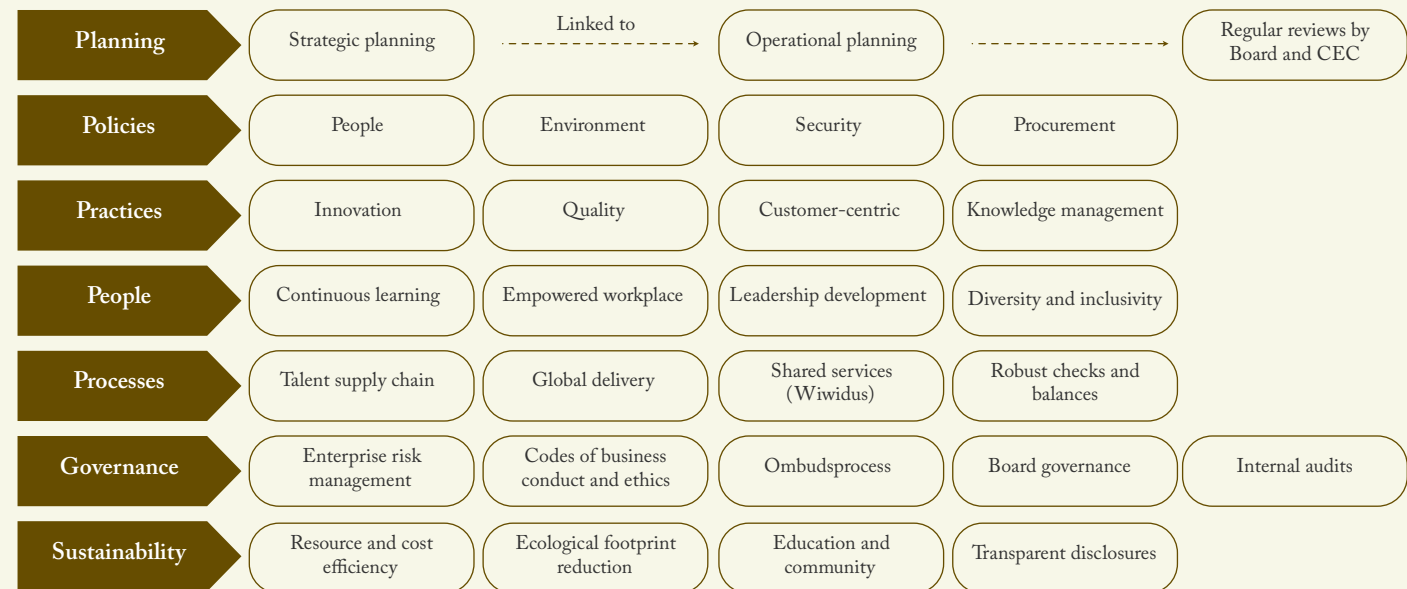 Planning
Strategic planning
Linked to
Operational planning
Regular reviews by
Board and CEC
Policies
People
Environment
Security
Procurement
Practices
Innovation
Quality
Customer-centric
Knowledge management
People
Continuous learning
Empowered workplace
Leadership development
Diversity and inclusivity
Processes
Talent supply chain
Global delivery
Shared services
(Wiwidus)
Robust checks and
balances
Governance
Enterprise risk
management
Codes of business
conduct and ethics
Ombudsprocess
Board governance
Internal audits
Sustainability
Resource and cost
efficiency
Ecological footprint
reduction
Education and
community
Transparent disclosures